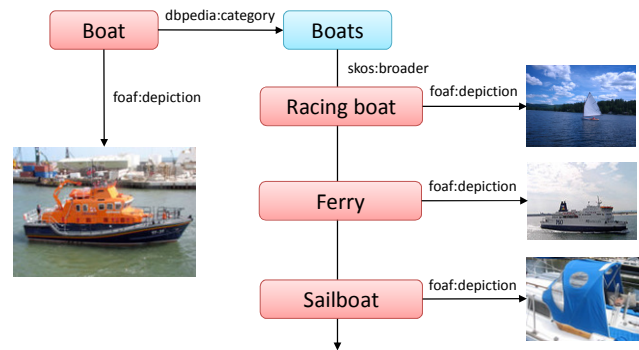 Boat
dbpedia:category
Boats
skos:broader
foaf:depiction
Racing boat
foaf:depiction
Ferry
foaf:depiction
Sailboat
foaf:depiction